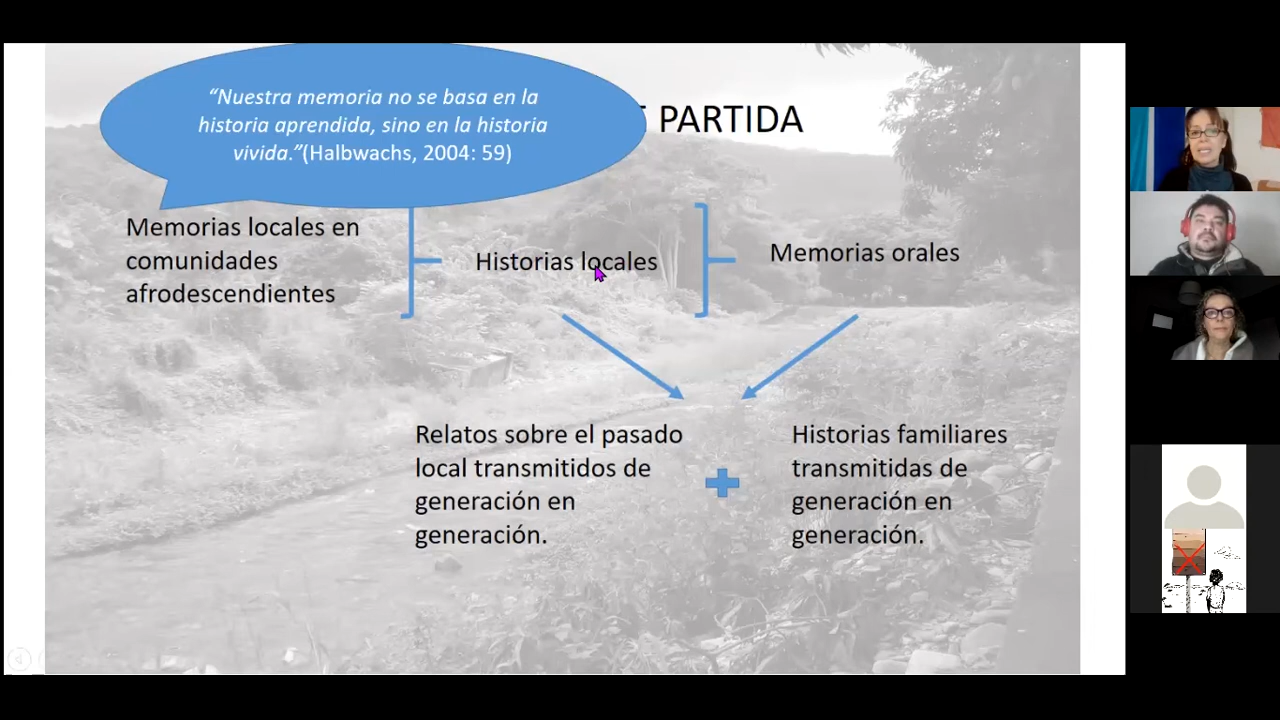 “Nuestra memoria no se basa en la
historia aprendida, sino en la historia
vivida.”(Halbwachs, 2004: 59)
PARTIDA
Memorias locales en
comunidades
afrodescendientes
Historias locales
Memorias orales
Relatos sobre el pasado
local transmitidos de
generación en
generación.
Historias familiares
transmitidas de
generación en
generación.